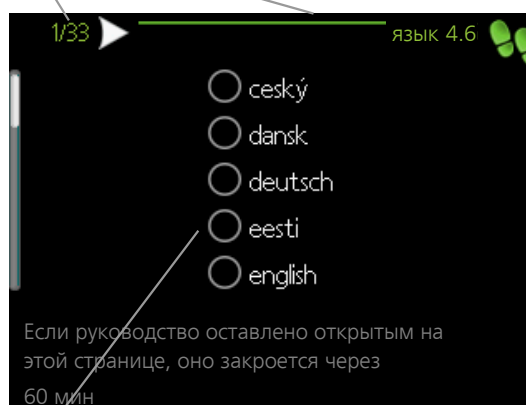 1/33
язык 4.6
ceský
dansk
deutsch
eesti
english
Если руководство оставлено открытым на
этой странице, оно закроется через
60 мин